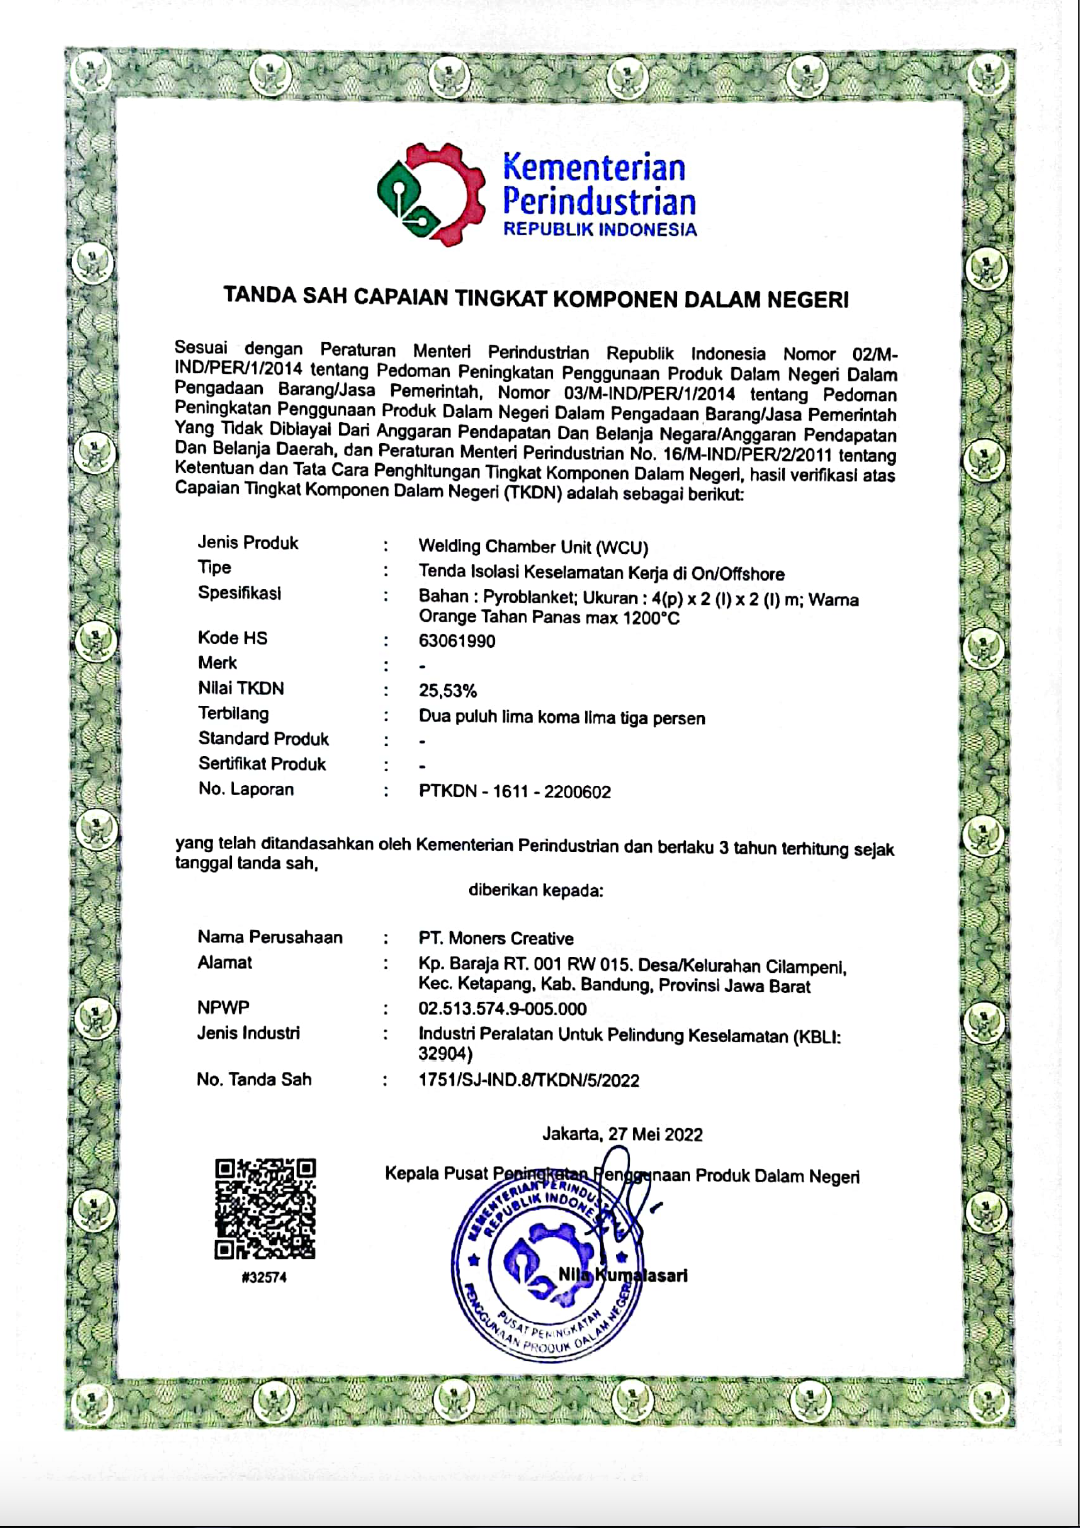 Kementerian
Perindustrian
REPUBLIK INDONESIA
TANDA SAH CAPAIAN TINGKAT KOMPONEN DALAM NEGERI
Sesuai dengan Peraturan Menteri Perindustrian Republik Indonesia Nomor 02/M-
IND/PER/1/2014 tentang Pedoman Peningkatan Penggunaan Produk Dalam Negeri Dalam
Pengadaan Barang/Jasa Pemerintah, Nomor 03/M-IND/PER/1/2014 tentang Pedoman
Peningkatan Penggunaan Produk Dalam Negeri Dalam Pengadaan Barang/Jasa Pemerintah
Yang Tidak Dibiayai Dari Anggaran Pendapatan Dan Belanja Negara/Anggaran Pendapatan
Dan Belanja Daerah, dan Peraturan Menteri Perindustrian No. 16/M-IND/PER/2/2011 tentang
Ketentuan dan Tata Cara Penghitungan Tingkat Komponen Dalam Negeri, hasil verifikasi atas
Capaian Tingkat Komponen Dalam Negeri (TKDN) adalah sebagai berikut:
Jenis Produk : Welding Chamber Unit (WCU)
Tipe : Tenda Isolasi Keselamatan Kerja di On/Offshore
Spesifikasi : Bahan : Pyroblanket; Ukuran : 4(p) x 2 (l) x 2 (l) m; Warna
Orange Tahan Panas max 1200°C
Kode HS : 63061990
Merk : -
Nilai TKDN : 25,53%
Terbilang : Dua puluh lima koma lima tiga persen
Standard Produk : -
Sertifikat Produk : -
No. Laporan : PTKDN - 1611 - 2200602
yang telah ditandasahkan oleh Kementerian Perindustrian dan berlaku 3 tahun terhitung sejak
tanggal tanda sah,
diberikan kepada:
Nama Perusahaan : PT. Moners Creative
Alamat : Kp. Baraja RT. 001 RW 015. Desa/Kelurahan Cilampeni,
Kec. Ketapang, Kab. Bandung, Provinsi Jawa Barat
NPWP : 02.513.574.9-005.000
Jenis Industri : Industri Peralatan Untuk Pelindung Keselamatan (KBLI:
32904)
No. Tanda Sah : 1751/SJ-IND.8/TKDN/5/2022
Jakarta, 27 Mei 2022
Kepala Pusat Peningkatan Penggunaan Produk Dalam Negeri
KEMENTERIAN PERINDUSTRIAN
REPUBLIK INDONESIA
Nila Kumalasari
#32574
PUSAT PENINGKATAN
PENGGUNAAN PRODUK DALAM NEGERI